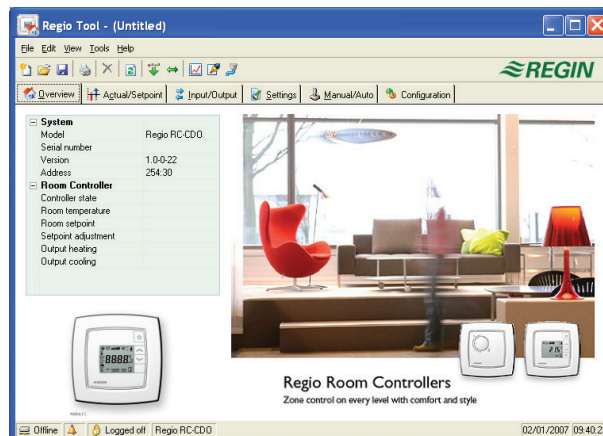 Regio Tool - (Untitled)
File Edit View Tools Help
REGIN
Overview Actual/Setpoint Input/Output Settings Manual/Auto Configuration
System
Model Regio RC-CDO
Serial number
Version 1.0-0-22
Address 254:30
Room Controller
Controller state
Room temperature
Room setpoint
Setpoint adjustment
Output heating
Output cooling
Regio Room Controllers
Zone control on every level with comfort and style
Offline Logged off Regio RC-CDO 02/01/2007 09:40:2